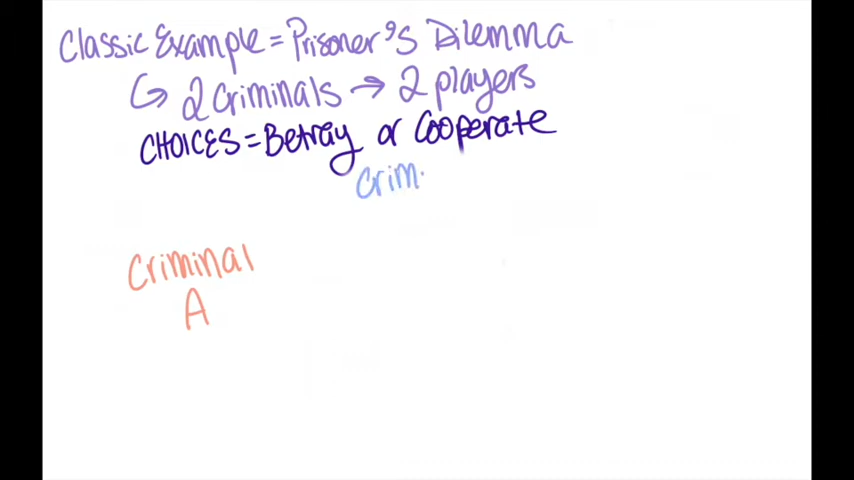 Classic Example = Prisoner's Dilemma
↳ 2 Criminals → 2 players
CHOICES = Betray or Cooperate
Crim
Criminal
A